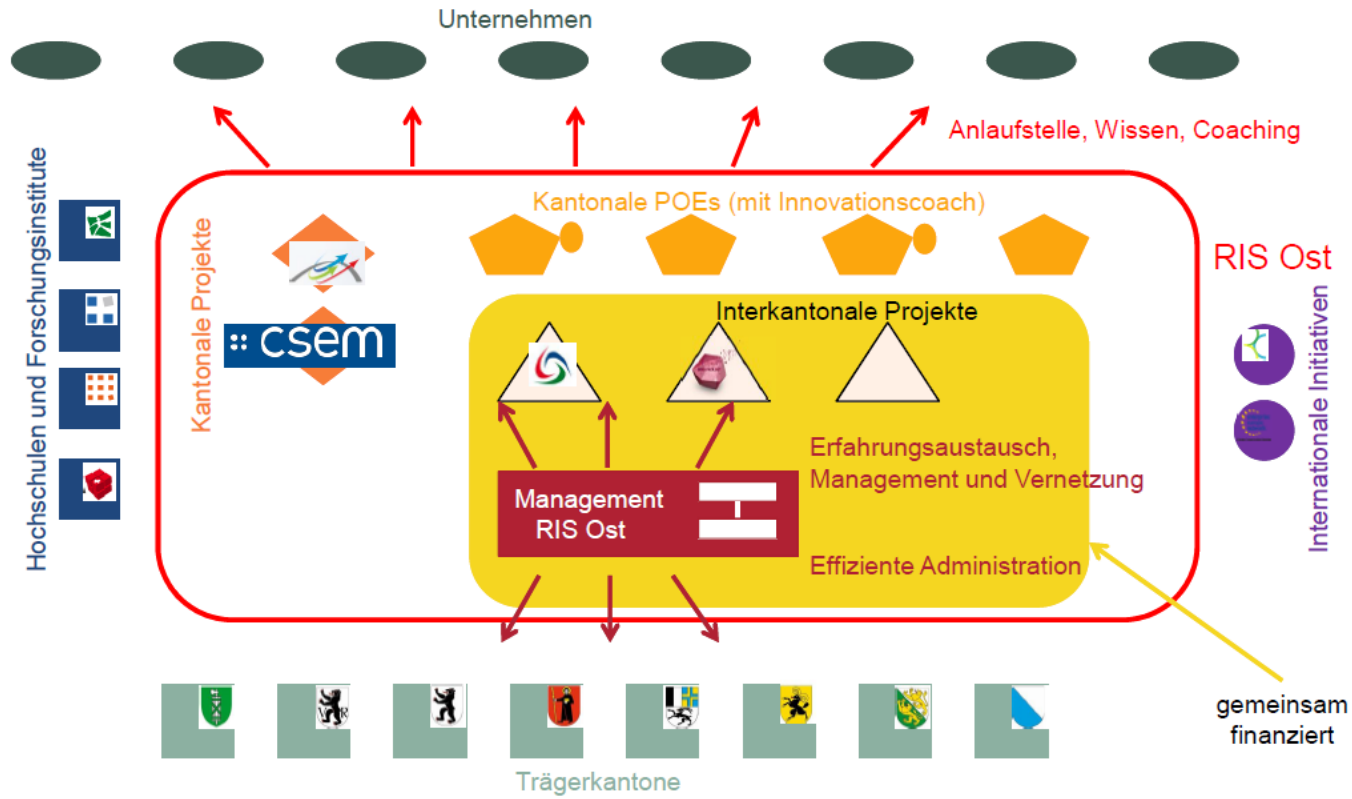 Unternehmen
Anlaufstelle, Wissen, Coaching
Hochschulen und Forschungsinstitute
Kantonale Projekte
Kantonale POEs (mit Innovationscoach)
RIS Ost
csem
Interkantonale Projekte
Internationale Initiativen
Erfahrungsaustausch,
Management und Vernetzung
Management
RIS Ost
Effiziente Administration
gemeinsam
finanziert
V R
Trägerkantone